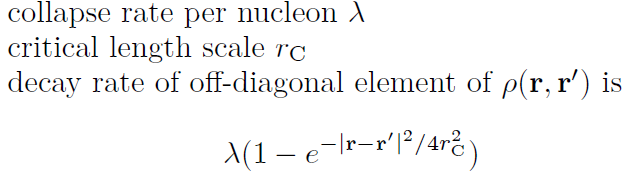 collapse rate per nucleon λ
critical length scale r_C
decay rate of off-diagonal element of ρ(𝐫, 𝐫′) is
λ(1 − e^{−|𝐫−𝐫′|²/4r_C²})